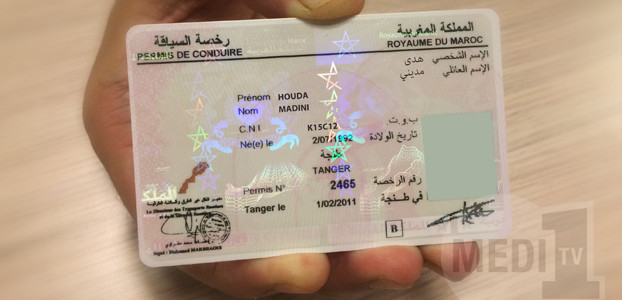 رخصة السياقة
المملكة المغربية
PERMIS DE CONDUIRE
ROYAUME DU MAROC
الإسم الشخصي هدى
الإسم العائلي مديني
Prénom HOUDA
Nom MADINI
C.N.I K15C12
ب.و.ت
Né(e) le 2/07/1992
تاريخ الولادة
طنجة
TANGER
Permis N° 2465
رقم الرخصة
Tanger le 1/02/2011
في طنجة
B
MEDI 1 TV